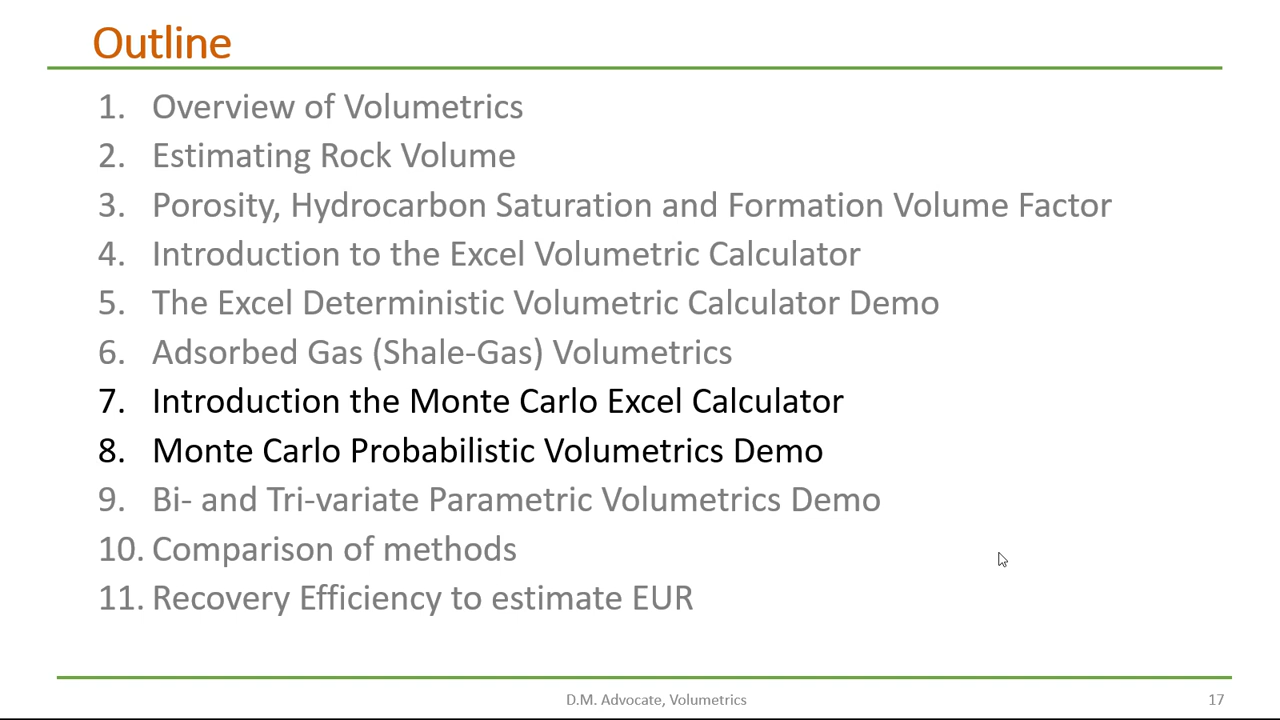 Outline
1. Overview of Volumetrics
2. Estimating Rock Volume
3. Porosity, Hydrocarbon Saturation and Formation Volume Factor
4. Introduction to the Excel Volumetric Calculator
5. The Excel Deterministic Volumetric Calculator Demo
6. Adsorbed Gas (Shale-Gas) Volumetrics
7. Introduction the Monte Carlo Excel Calculator
8. Monte Carlo Probabilistic Volumetrics Demo
9. Bi- and Tri-variate Parametric Volumetrics Demo
10. Comparison of methods
11. Recovery Efficiency to estimate EUR
D.M. Advocate, Volumetrics 17